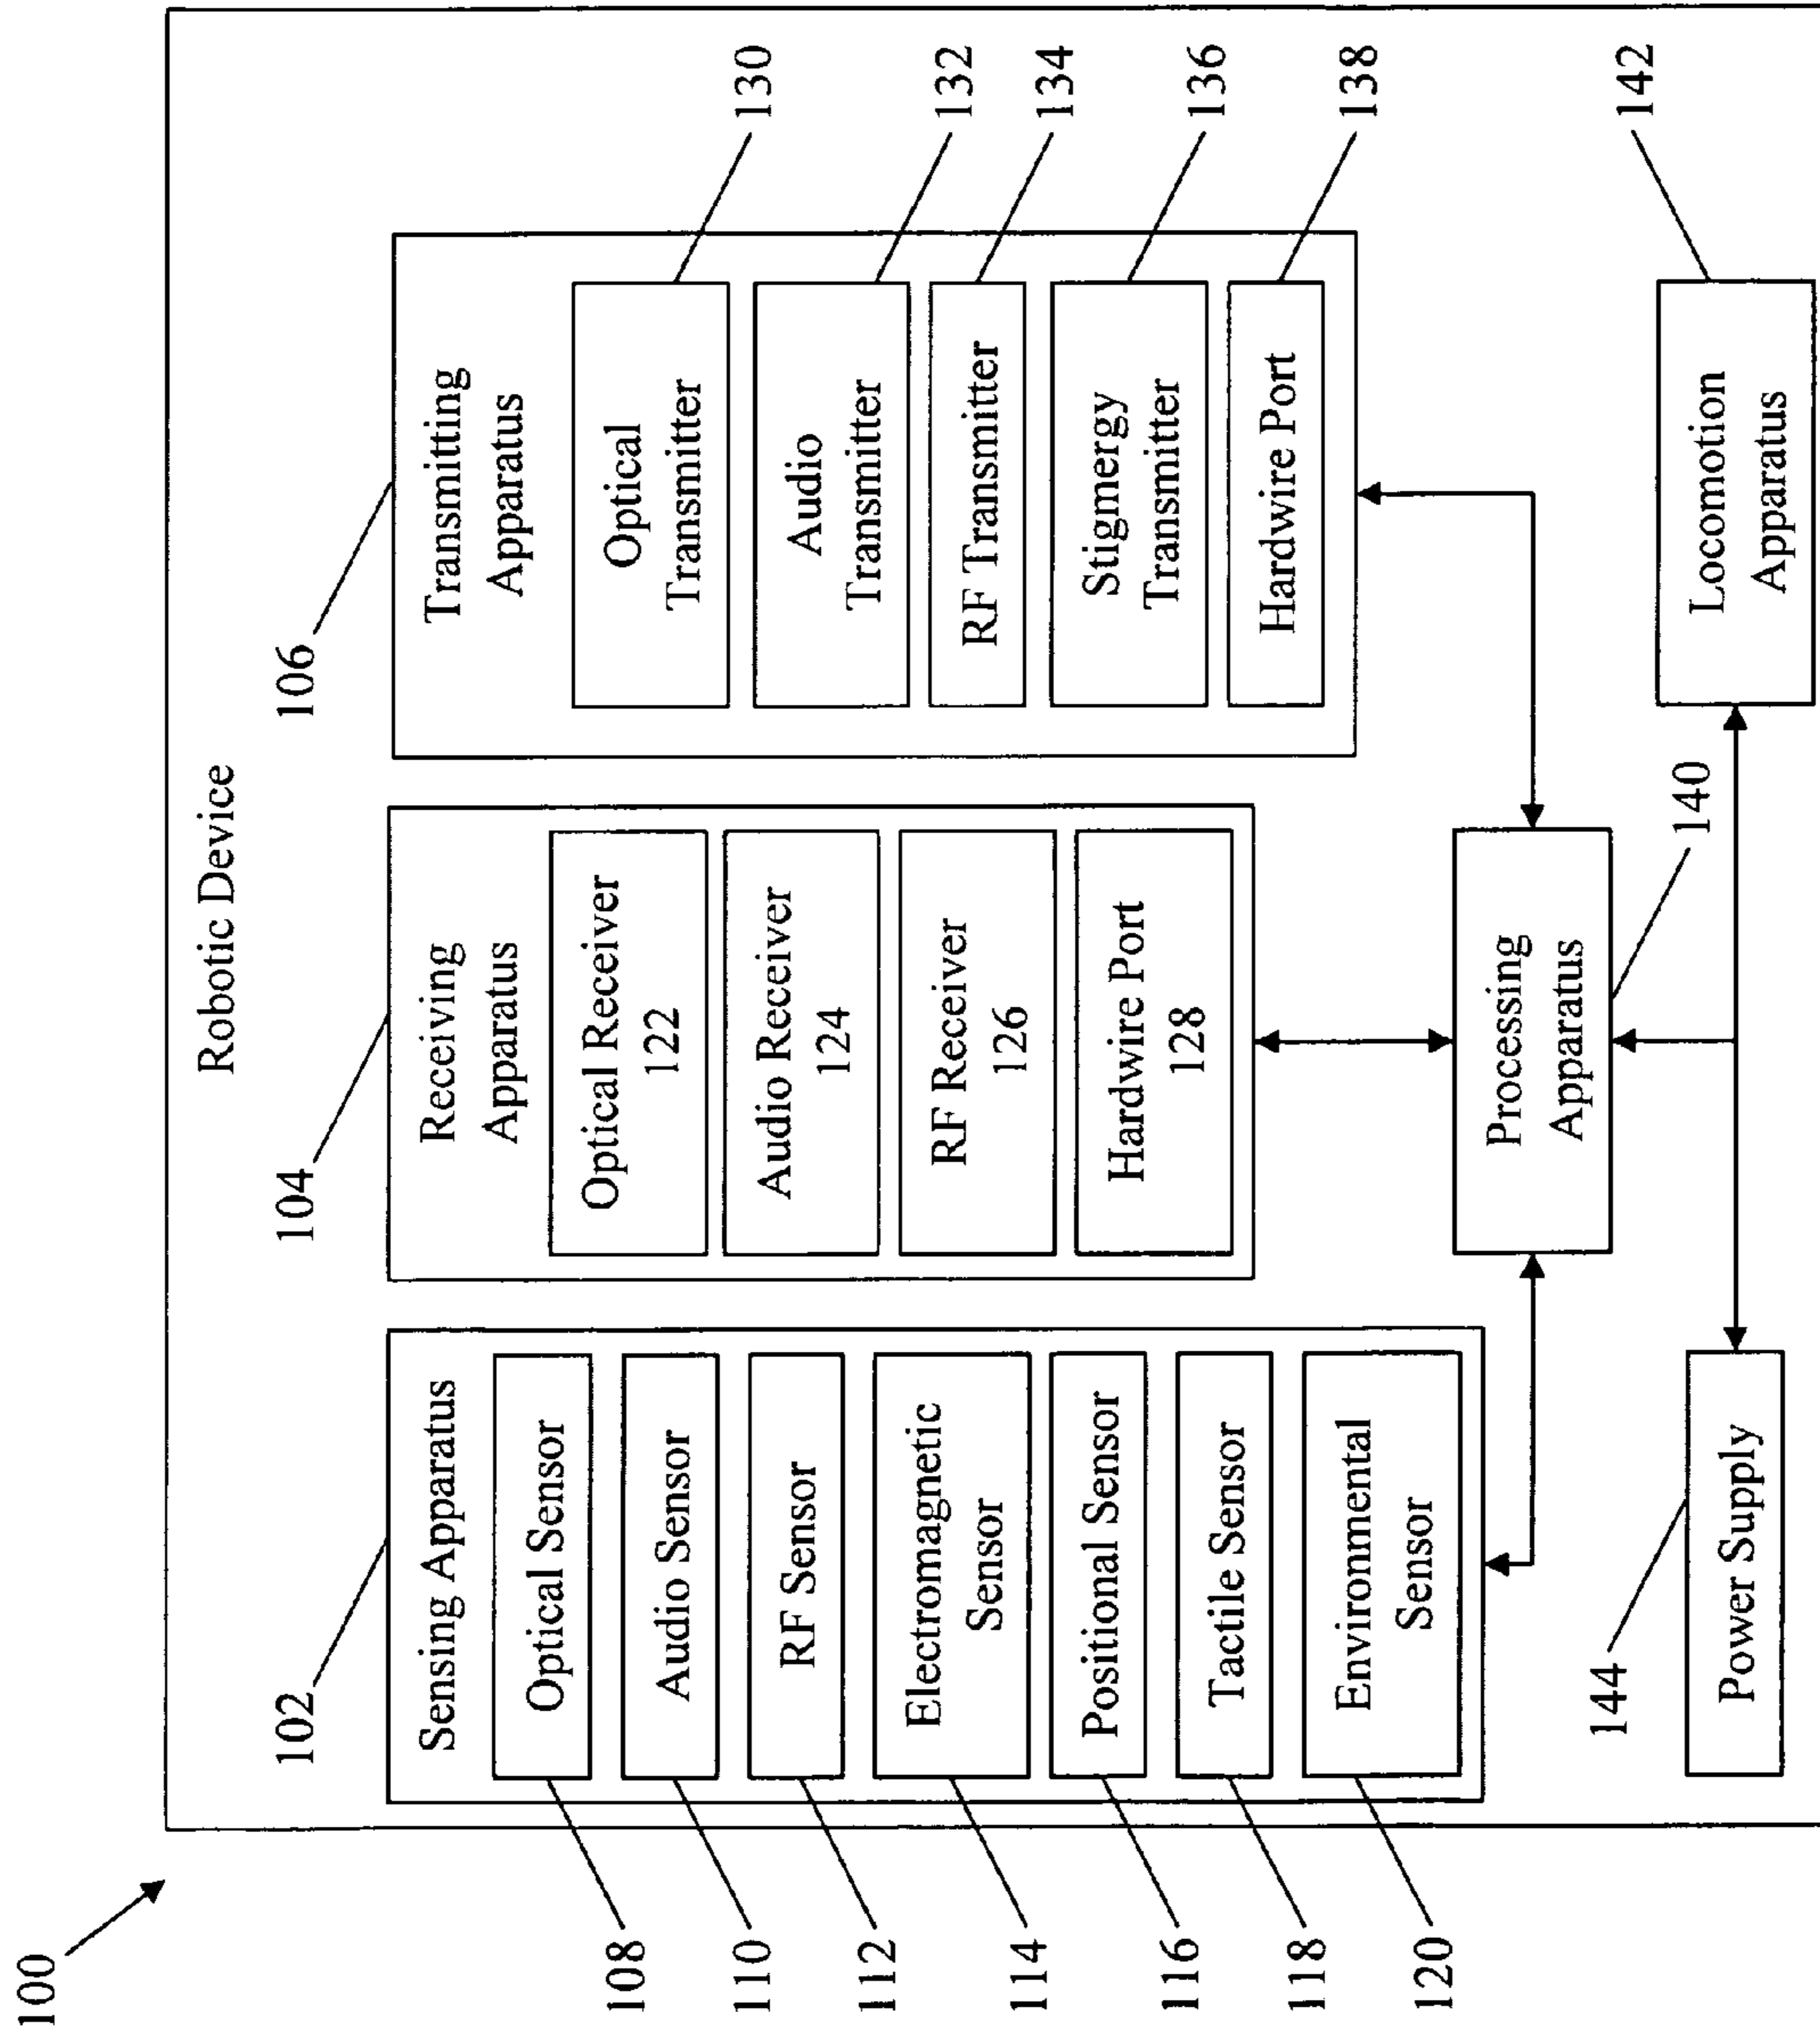 100
Robotic Device
102
104
106
Sensing Apparatus
Optical Sensor
Audio Sensor
RF Sensor
Electromagnetic
Sensor
Positional Sensor
Tactile Sensor
Environmental
Sensor
108
110
112
114
116
118
120
Receiving
Apparatus
Optical Receiver
122
Audio Receiver
124
RF Receiver
126
Hardwire Port
128
Transmitting
Apparatus
Optical
Transmitter
Audio
Transmitter
RF Transmitter
Stigmergy
Transmitter
Hardwire Port
130
132
134
136
138
Processing
Apparatus
140
144
Power Supply
Locomotion
Apparatus
142